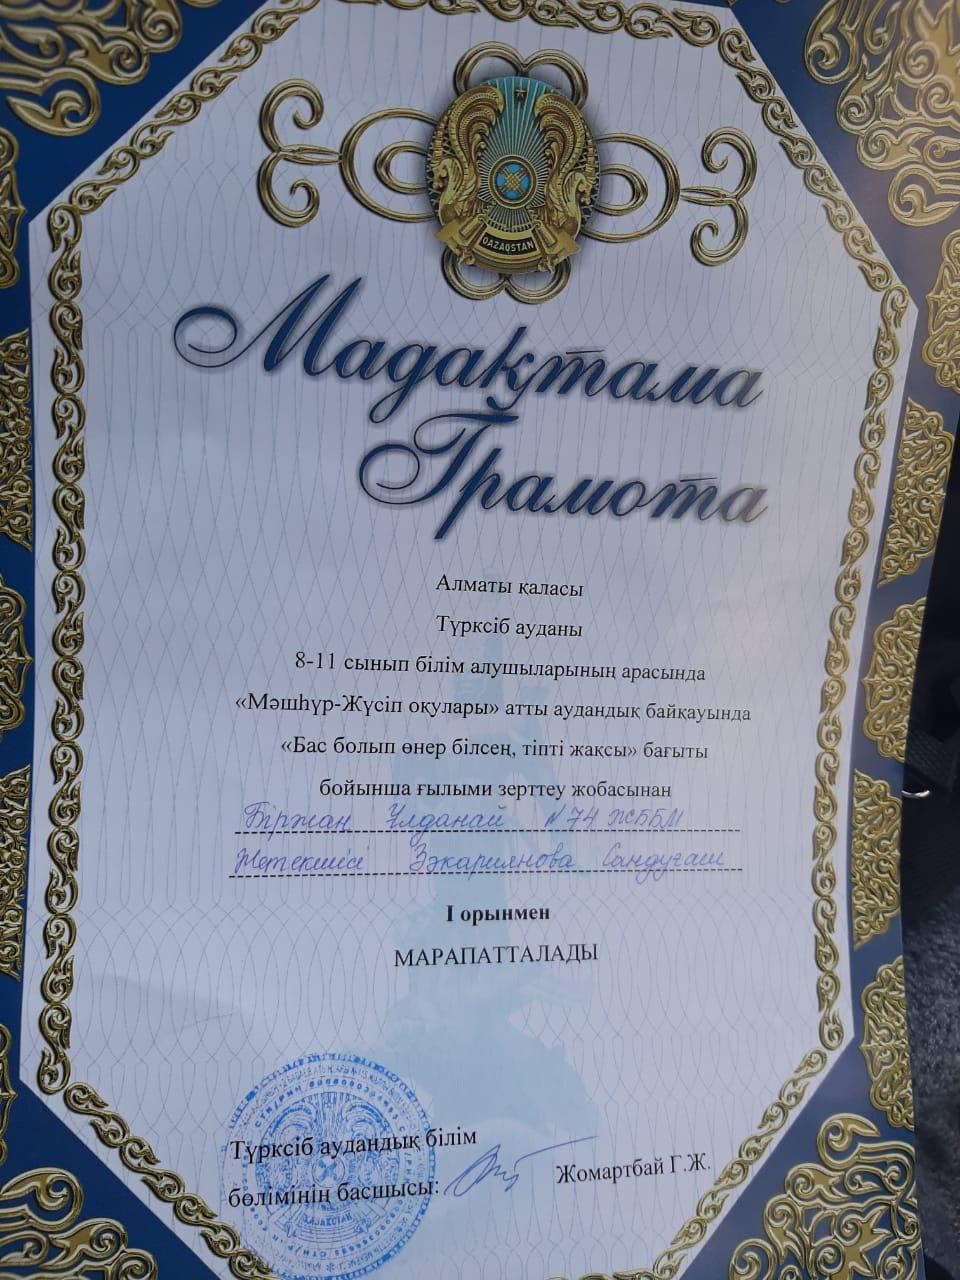 QAZAQSTAN
Мадақтама
Грамота
Алматы қаласы
Түрксіб ауданы
8-11 сынып білім алушыларының арасында
«Мәшһүр-Жүсіп оқулары» атты аудандық байқауында
«Бас болып өнер білсең, тіпті жақсы» бағыты
бойынша ғылыми зерттеу жобасынан
Біржан Ұлданай №74 ЖББМ
Жетекшісі Зәкариянова Сандуғаш
І орынмен
МАРАПАТТАЛАДЫ
Түрксіб аудандық білім
бөлімінің басшысы:
Жомартбай Г.Ж.
ҚАЗАҚСТАН